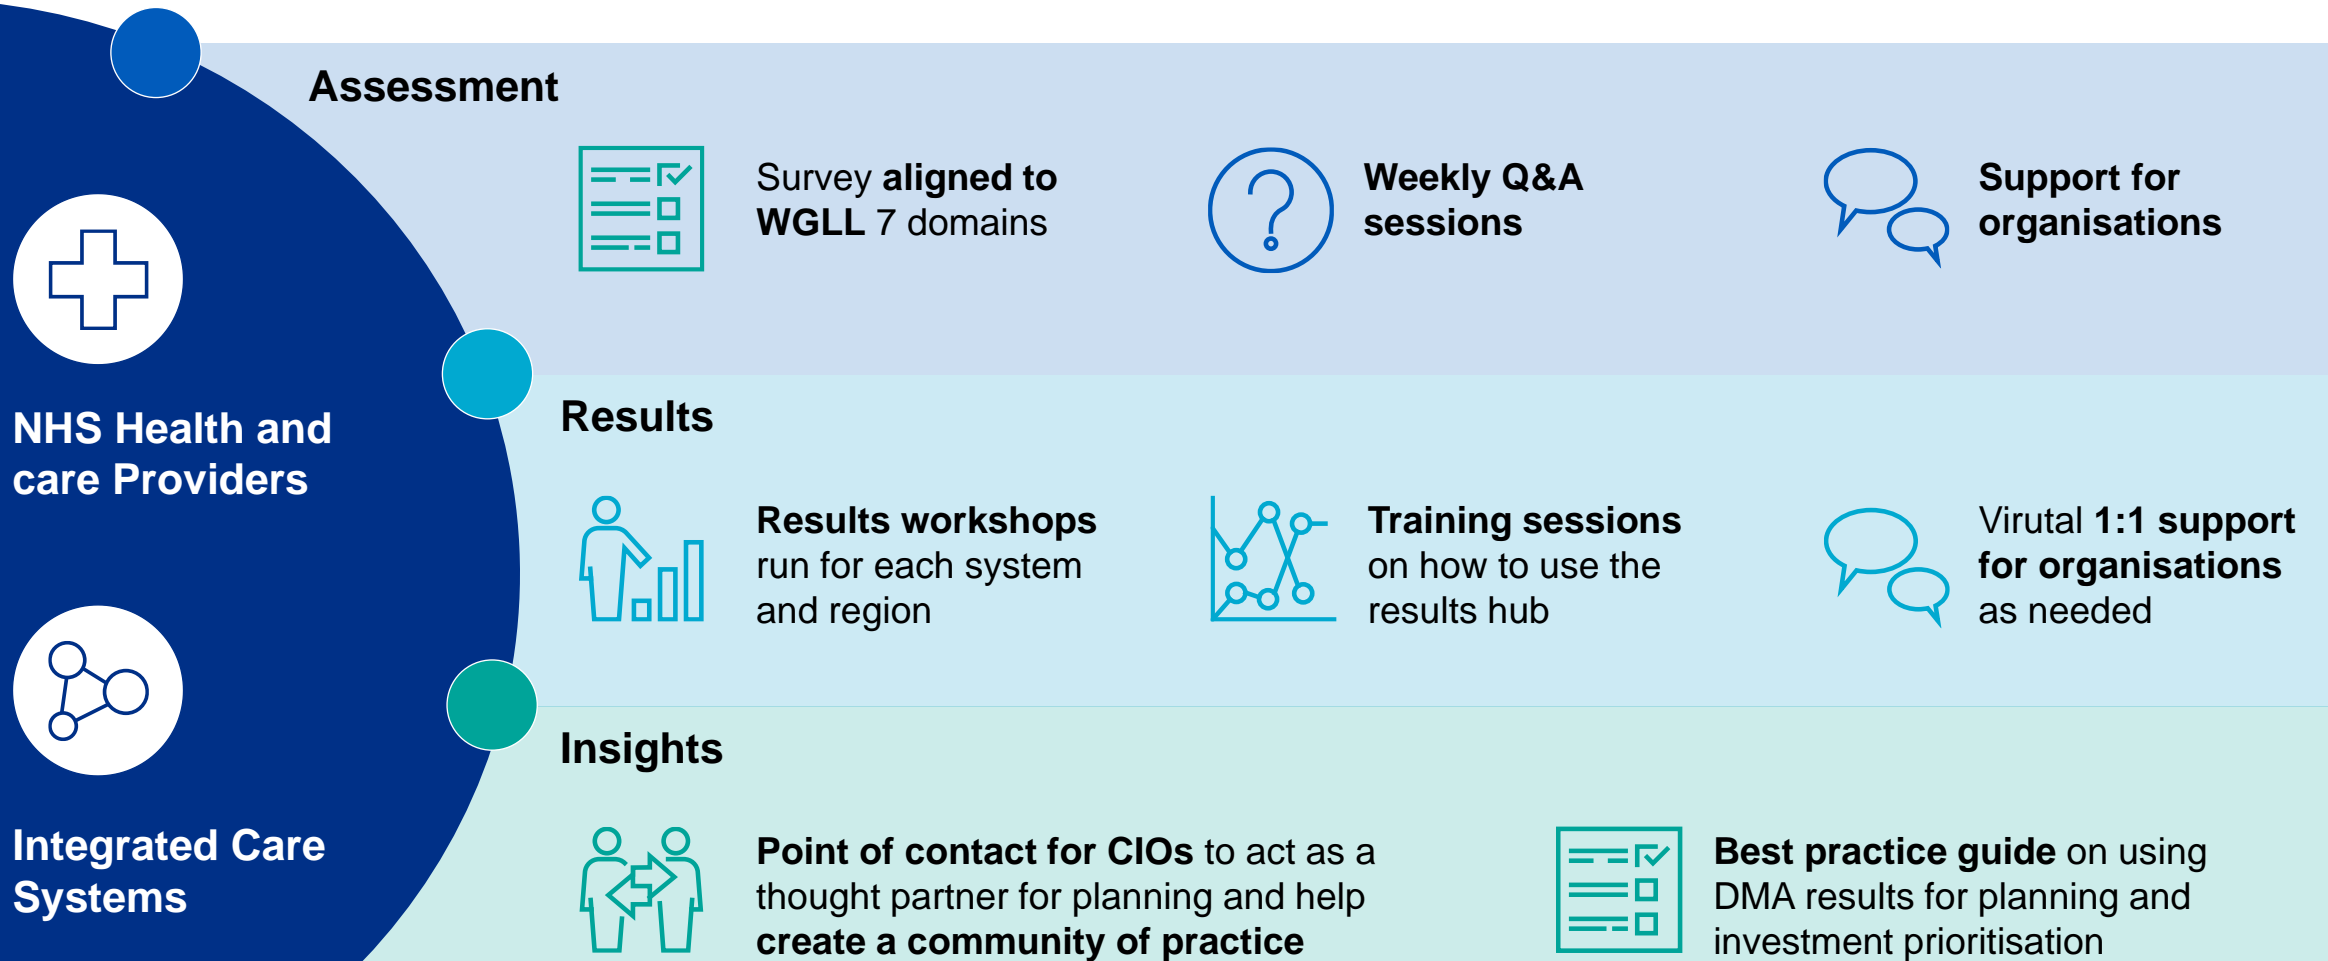 Assessment
Survey aligned to
WGLL 7 domains
Weekly Q&A
sessions
Support for
organisations
NHS Health and
care Providers
Results
Results workshops
run for each system
and region
Training sessions
on how to use the
results hub
Virutal 1:1 support
for organisations
as needed
Integrated Care
Systems
Insights
Point of contact for CIOs to act as a
thought partner for planning and help
create a community of practice
Best practice guide on using
DMA results for planning and
investment prioritisation